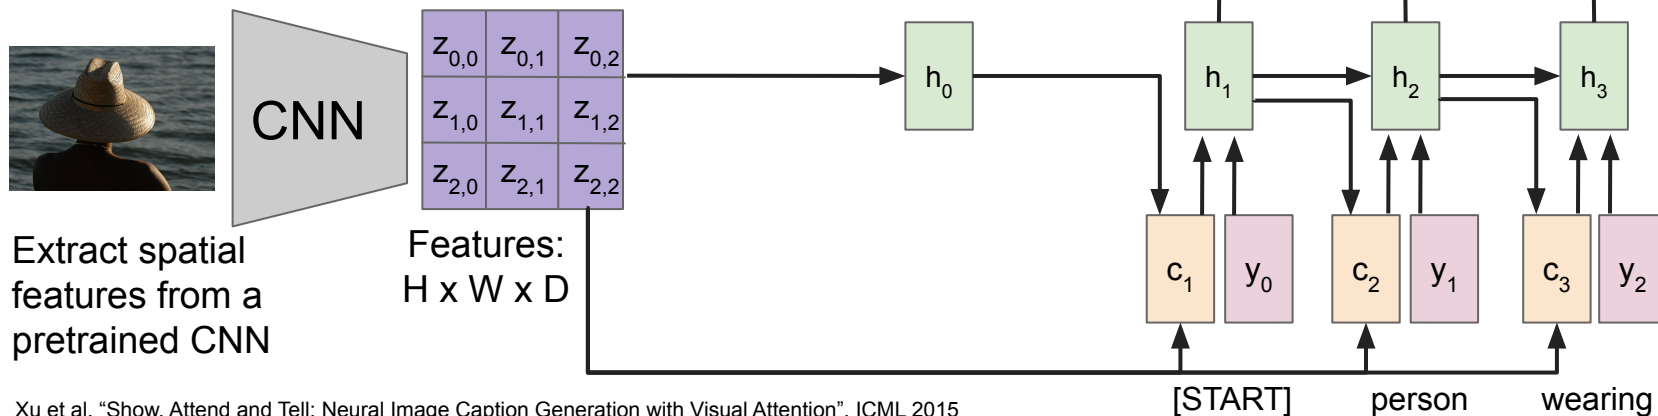 CNN
z0,0 z0,1 z0,2
z1,0 z1,1 z1,2
z2,0 z2,1 z2,2
h0
h1
h2
h3
c1
y0
c2
y1
c3
y2
Extract spatial
features from a
pretrained CNN
Features:
H x W x D
[START] person wearing
Xu et al, “Show, Attend and Tell: Neural Image Caption Generation with Visual Attention”, ICML 2015